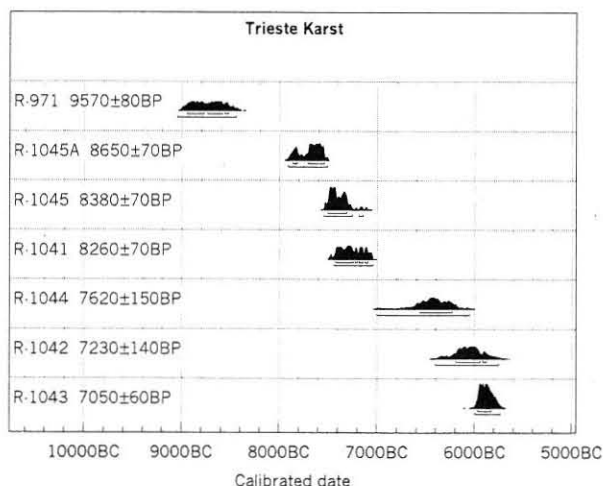 Trieste Karst
R-971 9570±80BP
R-1045A 8650±70BP
R-1045 8380±70BP
R-1041 8260±70BP
R-1044 7620±150BP
R-1042 7230±140BP
R-1043 7050±60BP
10000BC 9000BC 8000BC 7000BC 6000BC 5000BC
Calibrated date